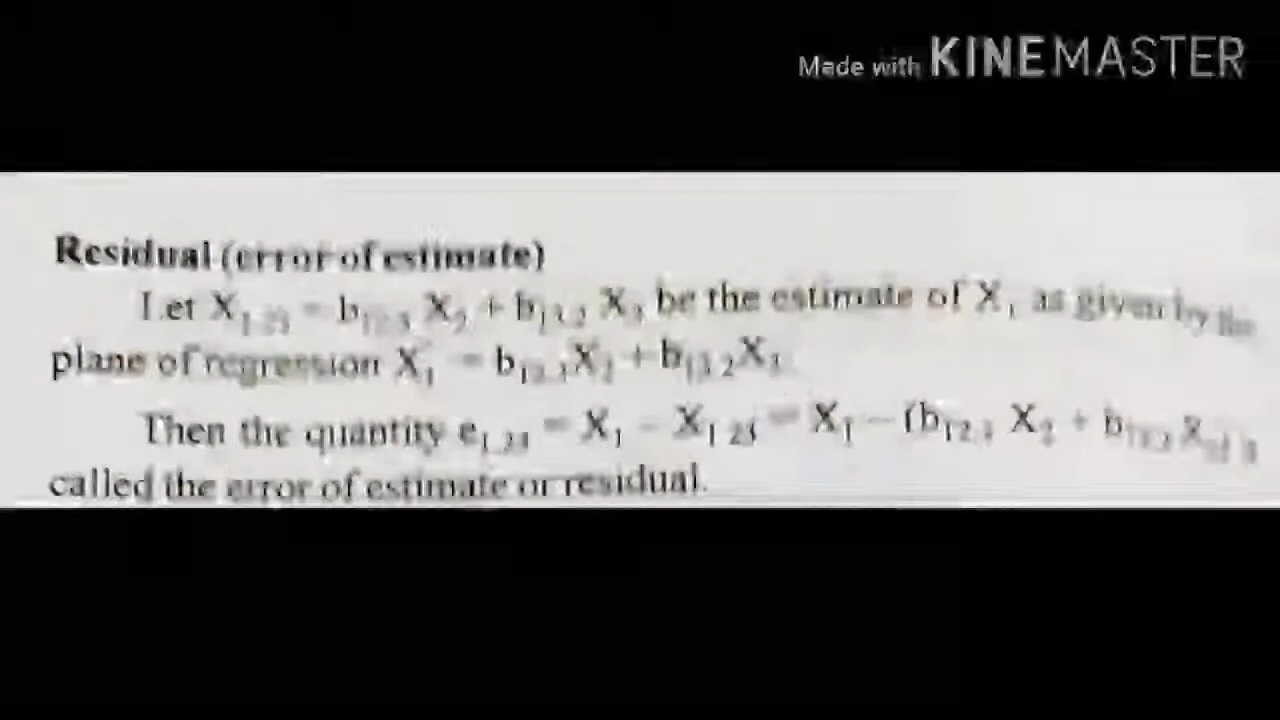 Made with KINEMASTER
Residual (error of estimate)
Let X₁.₂₃ = b₁₂.₃ X₂ + b₁₃.₂ X₃ be the estimate of X₁ as given by the
plane of regression X₁ = b₁₂.₃X₂ + b₁₃.₂X₃
Then the quantity e₁.₂₃ = X₁ - X₁.₂₃ = X₁ - (b₁₂.₃ X₂ + b₁₃.₂ X₃
called the error of estimate or residual.